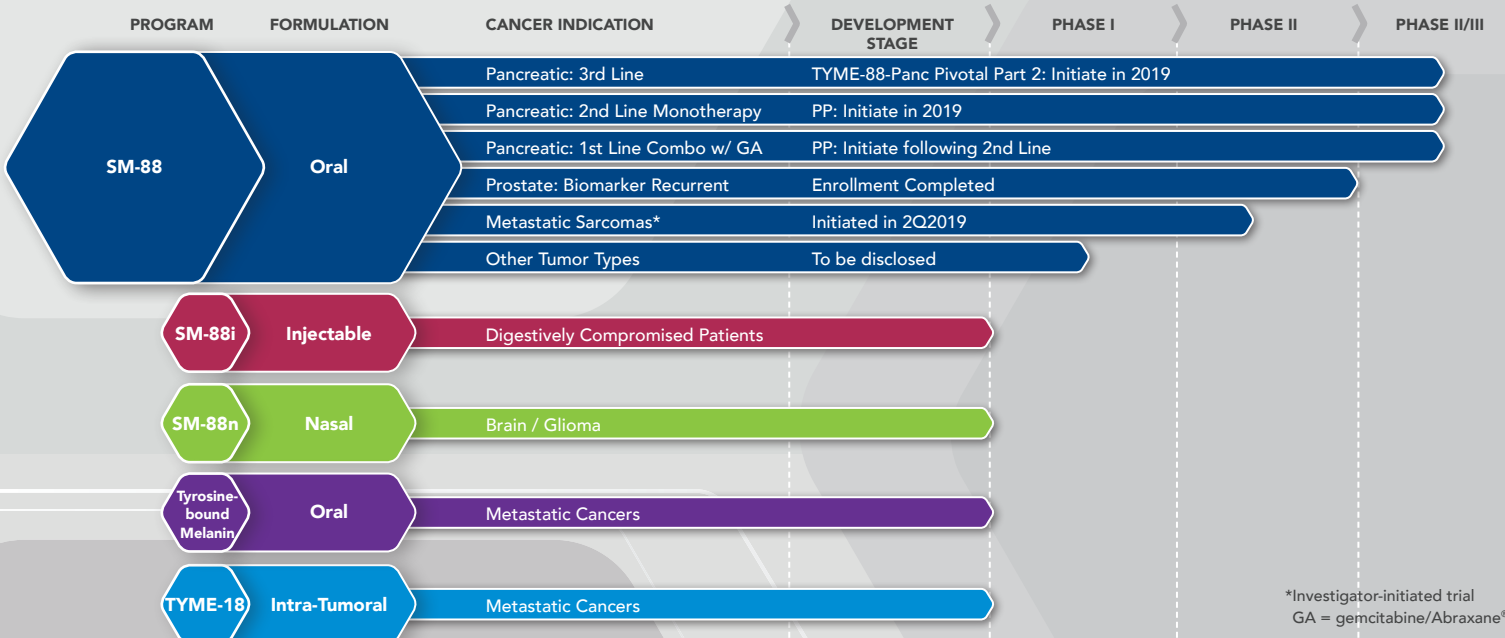 PROGRAM FORMULATION CANCER INDICATION DEVELOPMENT STAGE PHASE I PHASE II PHASE II/III
SM-88 Oral
Pancreatic: 3rd Line TYME-88-Panc Pivotal Part 2: Initiate in 2019
Pancreatic: 2nd Line Monotherapy PP: Initiate in 2019
Pancreatic: 1st Line Combo w/ GA PP: Initiate following 2nd Line
Prostate: Biomarker Recurrent Enrollment Completed
Metastatic Sarcomas* Initiated in 2Q2019
Other Tumor Types To be disclosed
SM-88i Injectable Digestively Compromised Patients
SM-88n Nasal Brain / Glioma
Tyrosine-
bound
Melanin
Oral Metastatic Cancers
TYME-18 Intra-Tumoral Metastatic Cancers
*Investigator-initiated trial
GA = gemcitabine/Abraxane®